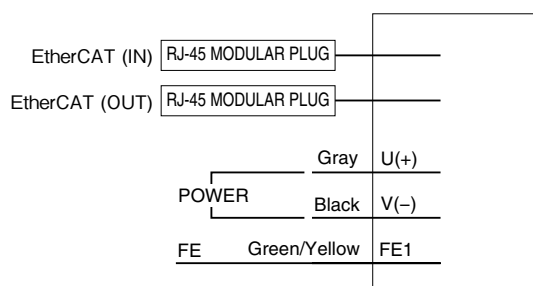 EtherCAT (IN) RJ-45 MODULAR PLUG
EtherCAT (OUT) RJ-45 MODULAR PLUG
Gray U(+)
POWER
Black V(−)
FE Green/Yellow FE1